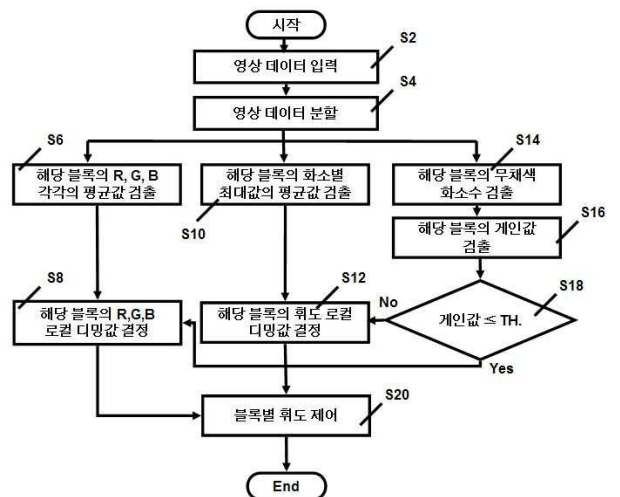 시작
S2
영상 데이터 입력
S4
영상 데이터 분할
S6
해당 블록의 R, G, B
각각의 평균값 검출
해당 블록의 화소별
최대값의 평균값 검출
S10
S14
해당 블록의 무채색
화소수 검출
S16
해당 블록의 게인값
검출
S8
해당 블록의 R,G,B
로컬 디밍값 결정
S12
해당 블록의 휘도 로컬
디밍값 결정
No
S18
게인값 ≤ TH.
Yes
S20
블록별 휘도 제어
End